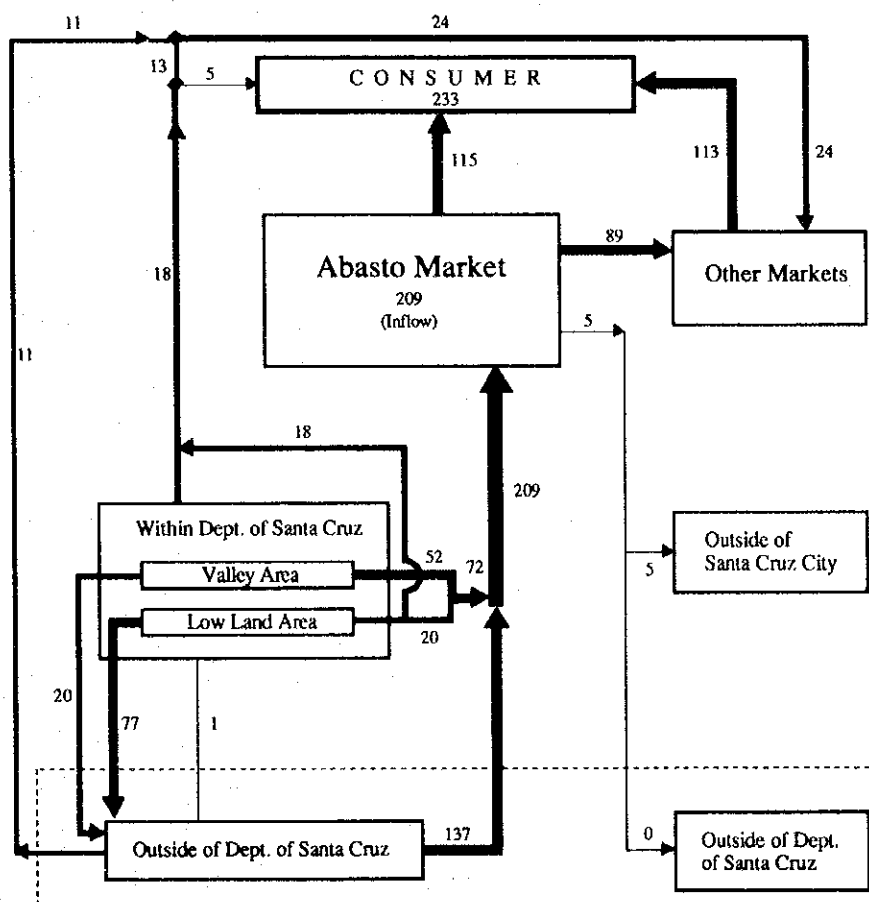 11
24
13
5
CONSUMER
233
115
113
24
Abasto Market
209
(Inflow)
89
Other Markets
18
5
11
18
209
Within Dept. of Santa Cruz
52
72
Valley Area
Low Land Area
20
Outside of
Santa Cruz City
5
20
77
1
137
Outside of Dept. of Santa Cruz
0
Outside of Dept.
of Santa Cruz